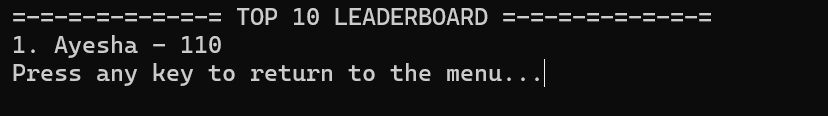 =-=-=-=-=-=-=-= TOP 10 LEADERBOARD =-=-=-=-=-=-=-=
1. Ayesha - 110
Press any key to return to the menu...